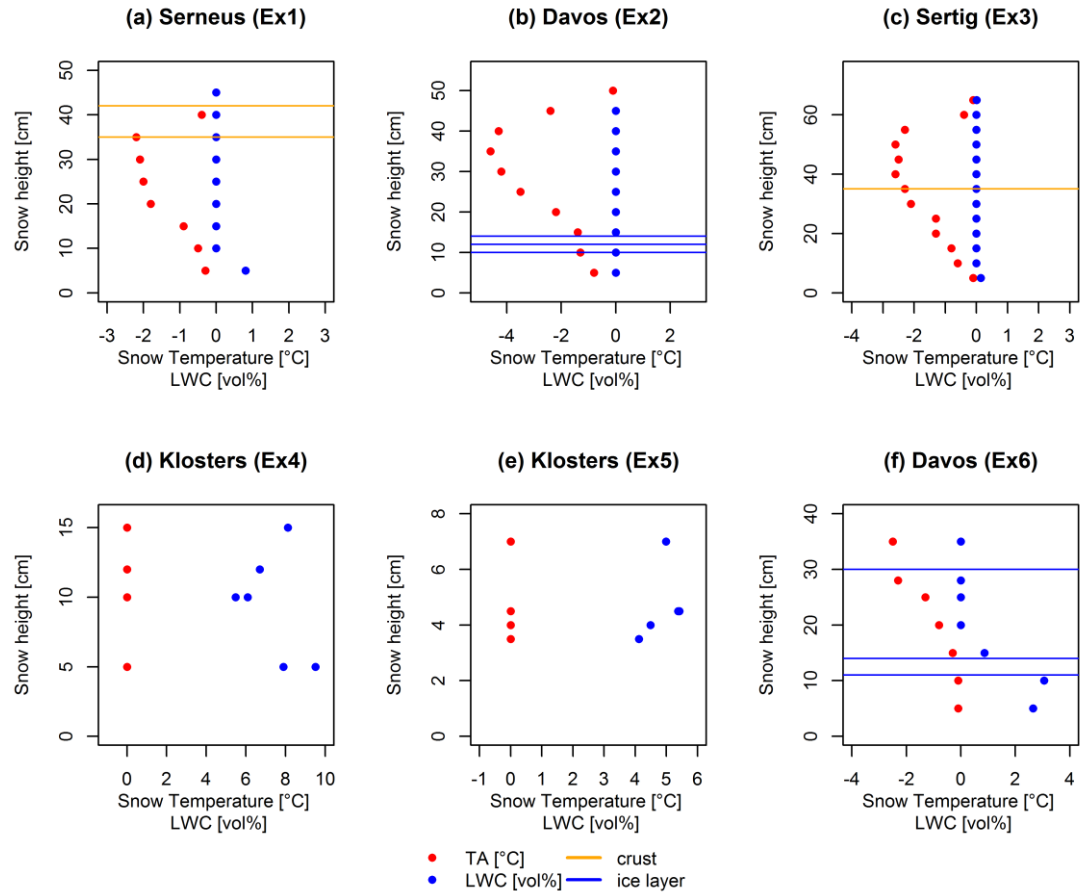 (a) Serneus (Ex1)
Snow height [cm]
0 10 20 30 40 50
-3 -2 -1 0 1 2 3
Snow Temperature [°C]
LWC [vol%]
(b) Davos (Ex2)
Snow height [cm]
0 10 20 30 40 50
-4 -2 0 2
Snow Temperature [°C]
LWC [vol%]
(c) Sertig (Ex3)
Snow height [cm]
0 20 40 60
-4 -3 -2 -1 0 1 2 3
Snow Temperature [°C]
LWC [vol%]
(d) Klosters (Ex4)
Snow height [cm]
0 5 10 15
0 2 4 6 8 10
Snow Temperature [°C]
LWC [vol%]
(e) Klosters (Ex5)
Snow height [cm]
0 2 4 6 8
-1 0 1 2 3 4 5 6
Snow Temperature [°C]
LWC [vol%]
(f) Davos (Ex6)
Snow height [cm]
0 10 20 30 40
-4 -2 0 2 4
Snow Temperature [°C]
LWC [vol%]
TA [°C]
LWC [vol%]
crust
ice layer